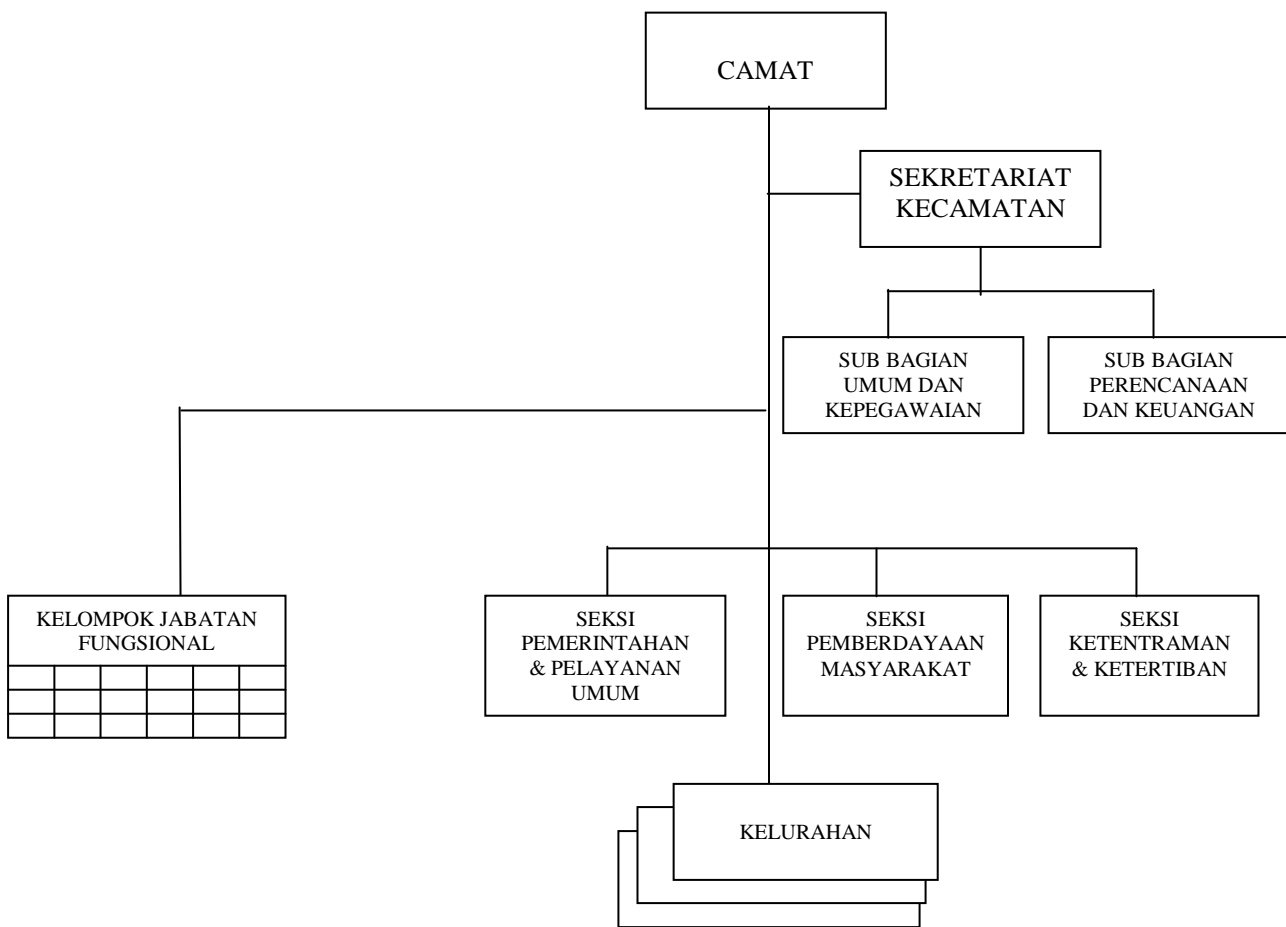 CAMAT
SEKRETARIAT
KECAMATAN
SUB BAGIAN
UMUM DAN
KEPEGAWAIAN
SUB BAGIAN
PERENCANAAN
DAN KEUANGAN
KELOMPOK JABATAN
FUNGSIONAL
SEKSI
PEMERINTAHAN
& PELAYANAN
UMUM
SEKSI
PEMBERDAYAAN
MASYARAKAT
SEKSI
KETENTRAMAN
& KETERTIBAN
KELURAHAN